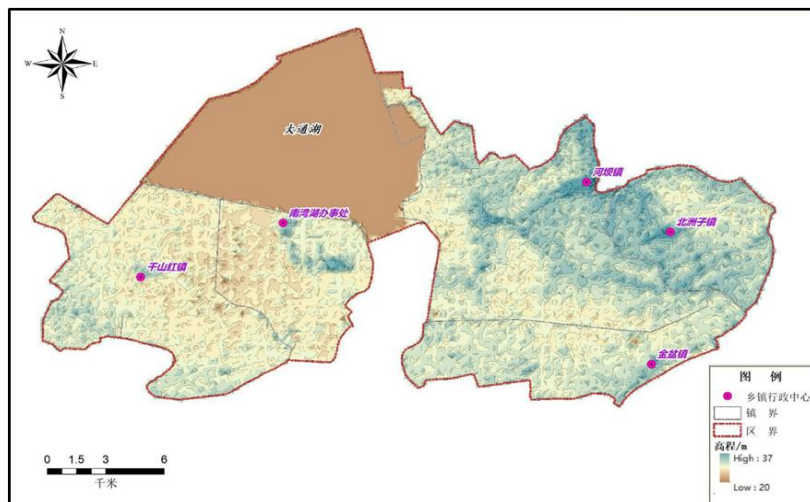 N
W
E
S
大通湖
河坝镇
南湾湖办事处
北洲子镇
千山红镇
金盆镇
图 例
乡镇行政中心
镇 界
区 界
高程/m
High : 37
Low : 20
0 1.5 3 6
千米